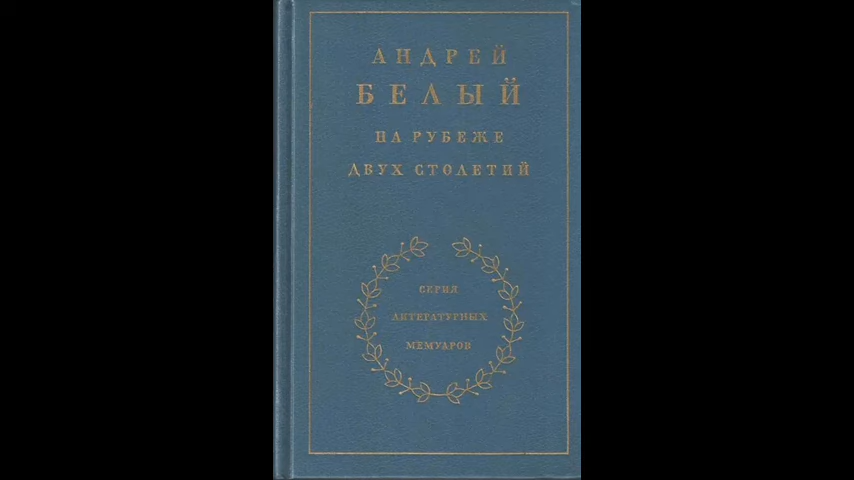 АНДРЕЙ
БЕЛЫЙ
НА РУБЕЖЕ
ДВУХ СТОЛЕТИЙ
СЕРИЯ
ЛИТЕРАТУРНЫХ
МЕМУАРОВ